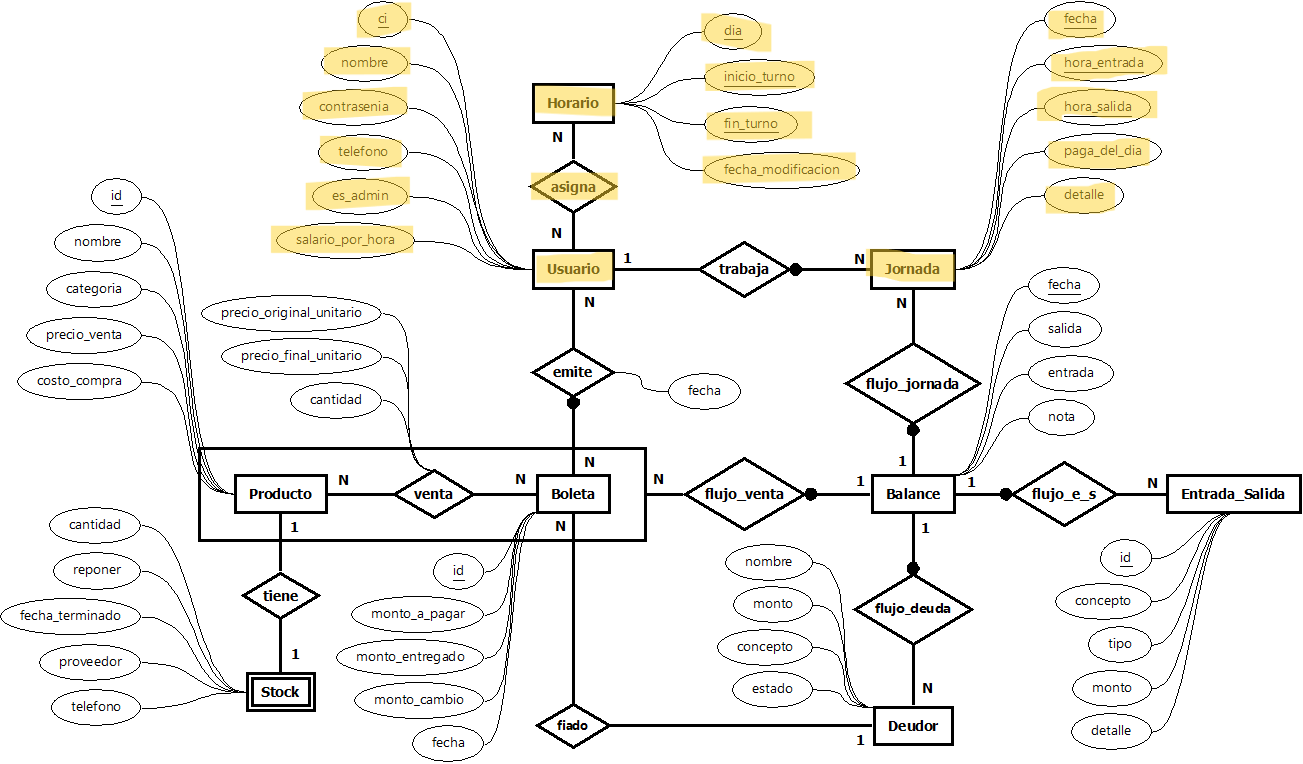 ci
nombre
contrasenia
telefono
es_admin
salario_por_hora
Horario
dia
inicio_turno
fin_turno
fecha_modificacion
N
asigna
N
Usuario
1
trabaja
N
Jornada
fecha
hora_entrada
hora_salida
paga_del_dia
detalle
id
nombre
categoria
precio_venta
costo_compra
precio_original_unitario
precio_final_unitario
cantidad
N
emite
fecha
N
N
flujo_jornada
1
fecha
salida
entrada
nota
Producto
N
venta
N
Boleta
N
flujo_venta
1
Balance
1
flujo_e_s
N
Entrada_Salida
1
tiene
1
Stock
cantidad
reponer
fecha_terminado
proveedor
telefono
N
id
monto_a_pagar
monto_entregado
monto_cambio
fecha
fiado
1
nombre
monto
concepto
estado
1
flujo_deuda
N
Deudor
id
concepto
tipo
monto
detalle